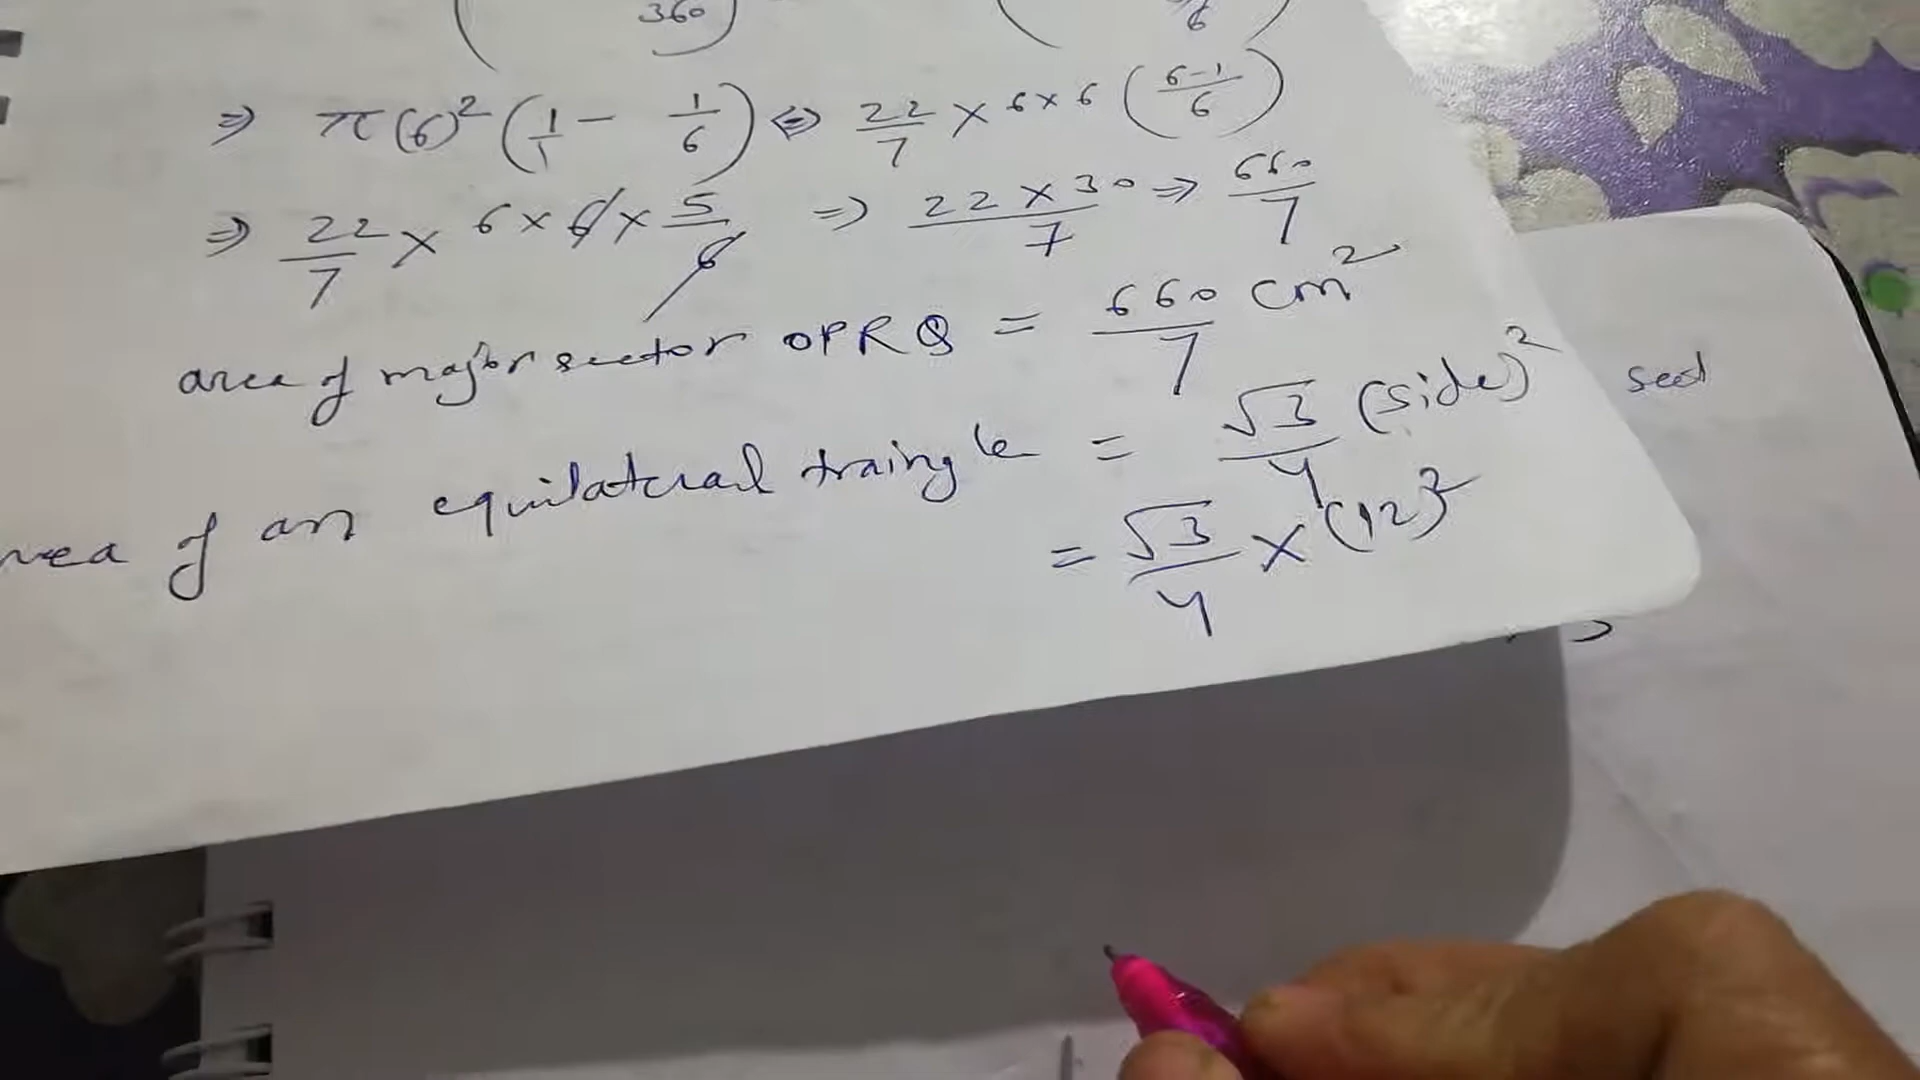 360 6
⇒ π(6)² (1/1 - 1/6) ⇔ 22/7 × 6×6 (6-1/6)
⇒ 22/7 × 6 × 6 × 5/6 ⇒ 22×30/7 ⇒ 660/7
area of major sector OPRQ = 660/7 cm²
of an equilateral traingle = √3/4 (side)²
= √3/4 × (12)²